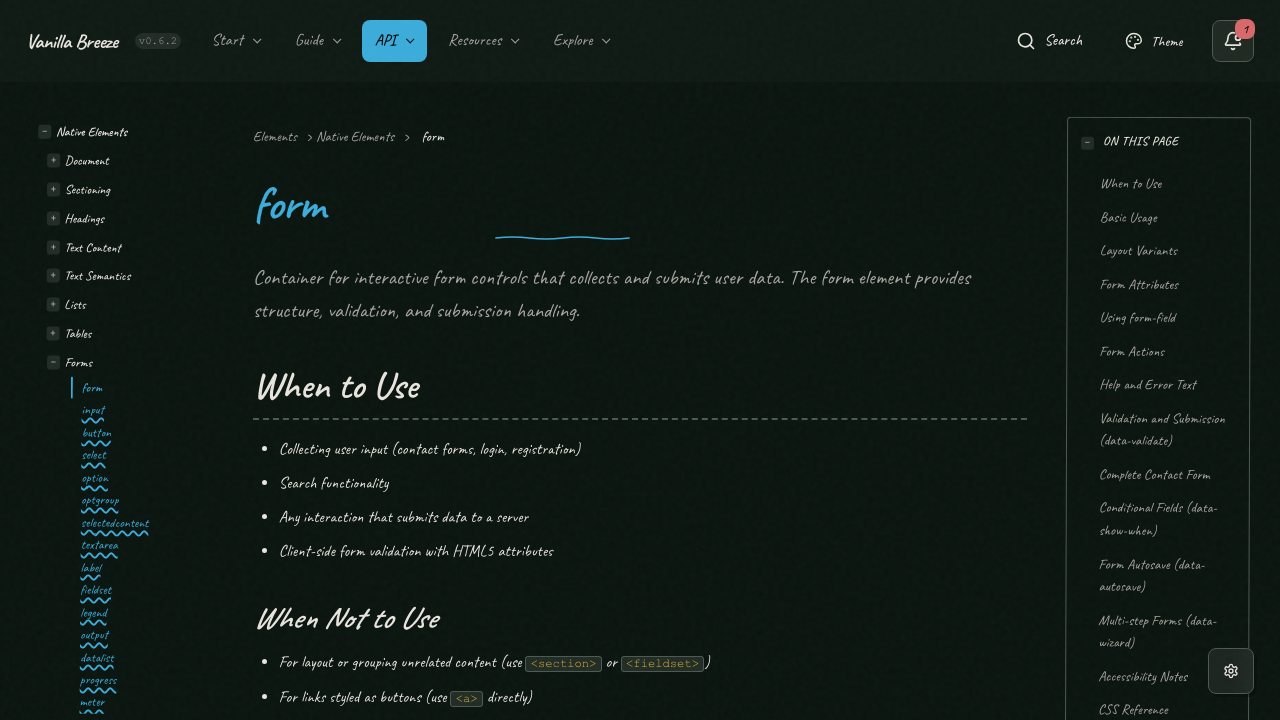 Vanilla Breeze v0.6.2 Start Guide API Resources Explore Search Theme 1
Native Elements
Document
Sectioning
Headings
Text Content
Text Semantics
Lists
Tables
Forms
form
input
button
select
option
optgroup
selectedcontent
textarea
label
fieldset
legend
output
datalist
progress
meter
Elements > Native Elements > form
form
Container for interactive form controls that collects and submits user data. The form element provides
structure, validation, and submission handling.
When to Use
Collecting user input (contact forms, login, registration)
Search functionality
Any interaction that submits data to a server
Client-side form validation with HTML5 attributes
When Not to Use
For layout or grouping unrelated content (use <section> or <fieldset>)
For links styled as buttons (use <a> directly)
ON THIS PAGE
When to Use
Basic Usage
Layout Variants
Form Attributes
Using form-field
Form Actions
Help and Error Text
Validation and Submission
(data-validate)
Complete Contact Form
Conditional Fields (data-
show-when)
Form Autosave (data-
autosave)
Multi-step Forms (data-
wizard)
Accessibility Notes
CSS Reference